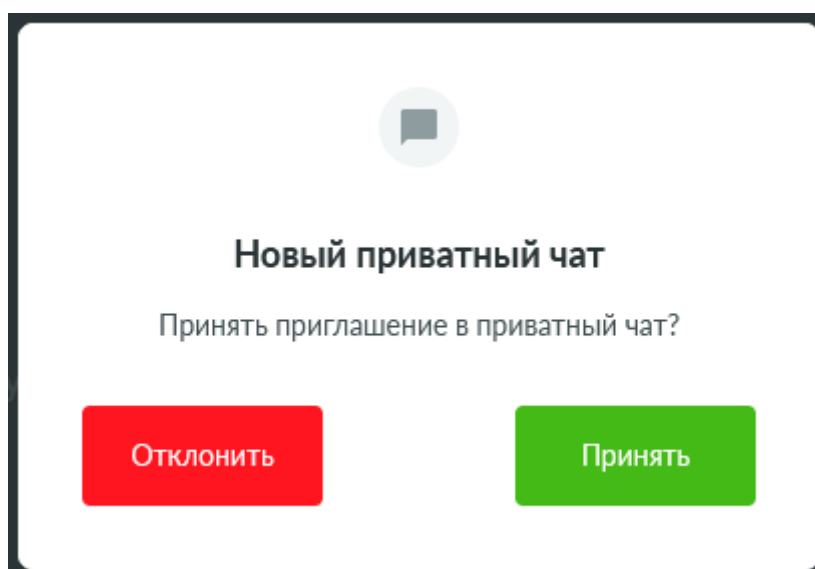 Новый приватный чат
Принять приглашение в приватный чат?
Отклонить
Принять